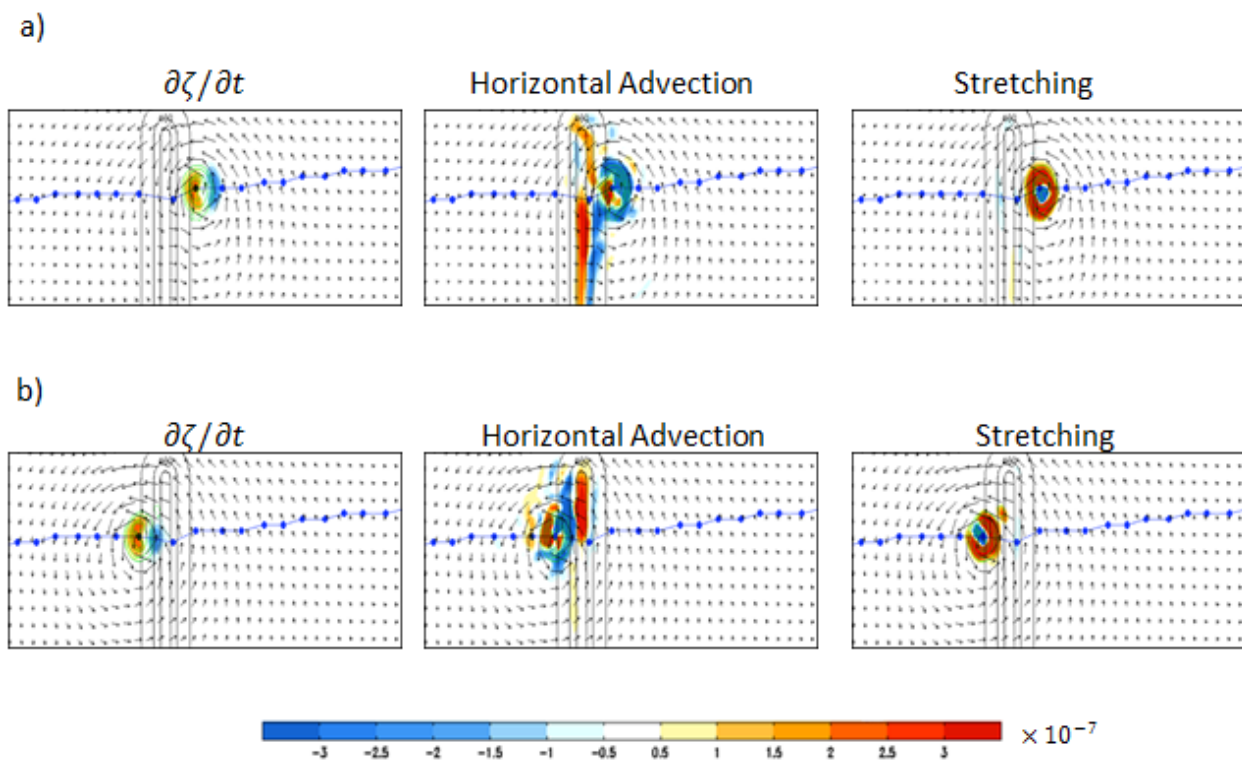 a)
∂ζ/∂t Horizontal Advection Stretching
b)
∂ζ/∂t Horizontal Advection Stretching
-3 -2.5 -2 -1.5 -1 -0.5 0.5 1 1.5 2 2.5 3 × 10⁻⁷